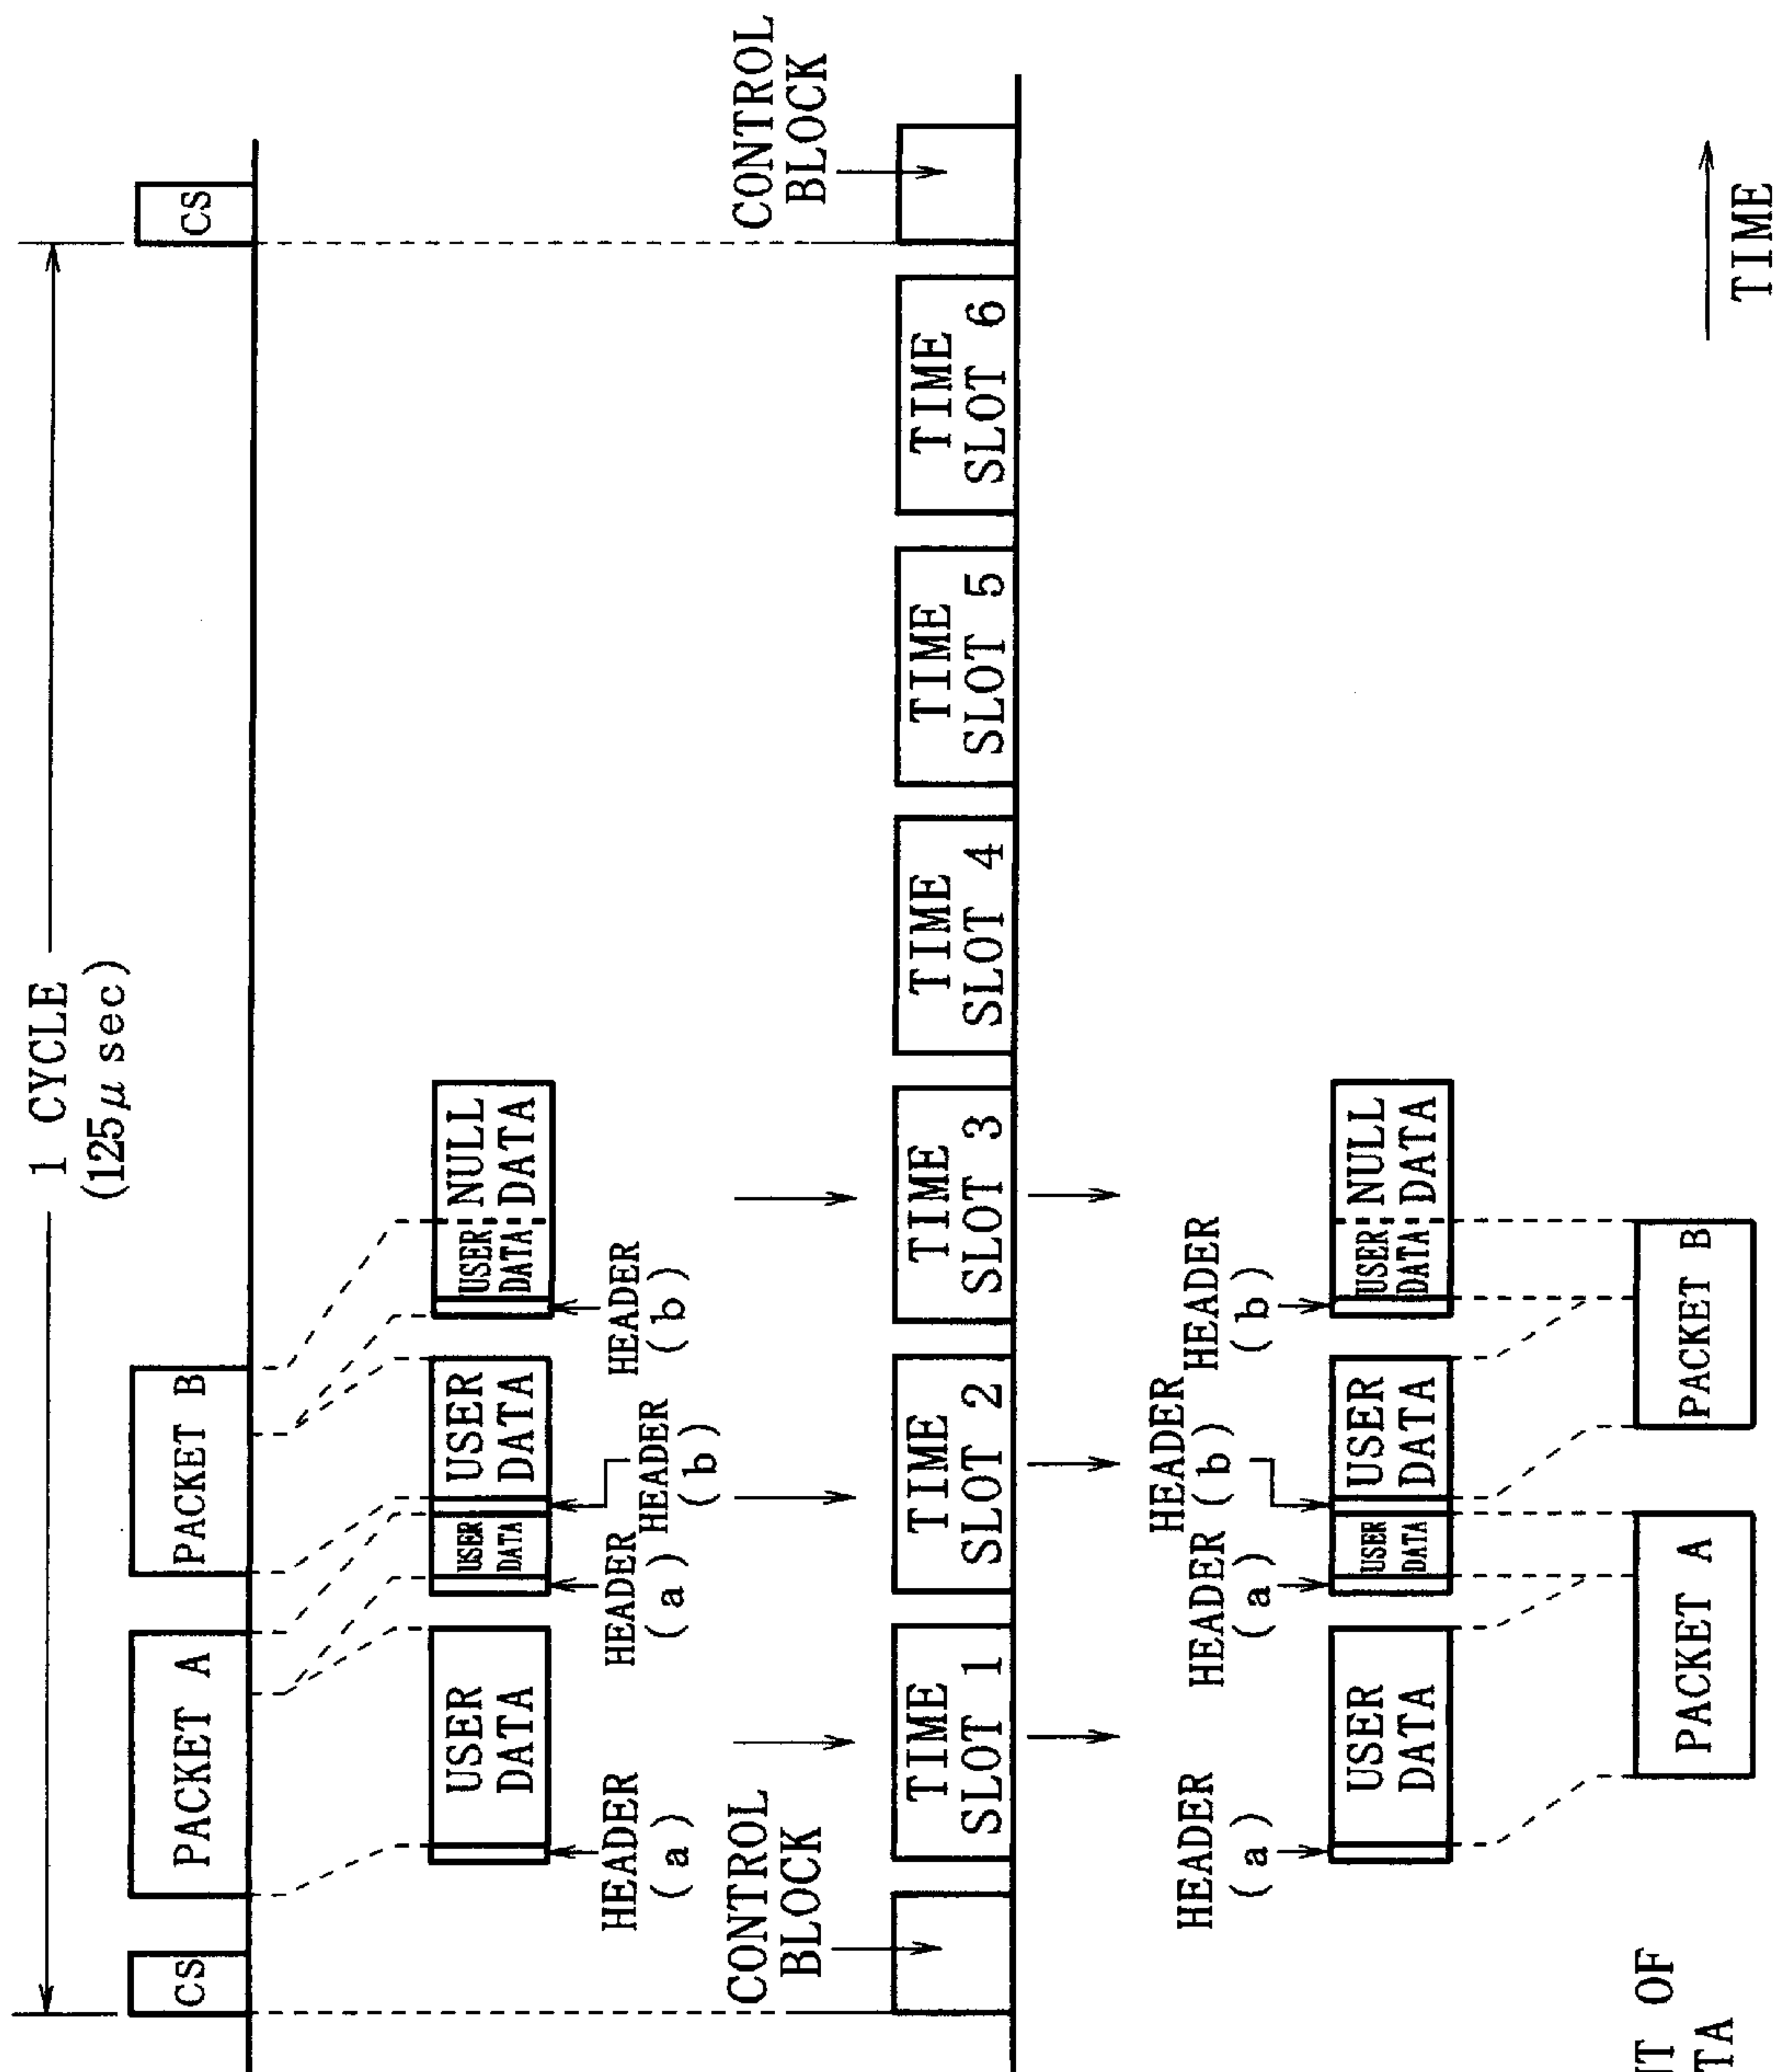 1 CYCLE
(125μsec)
CS
PACKET A
PACKET B
CS
USER
DATA
USER
DATA
USER
DATA
USER
DATA
NULL
DATA
HEADER
(a)
HEADER
(a)
HEADER
(b)
HEADER
(b)
CONTROL
BLOCK
CONTROL
BLOCK
TIME
SLOT 1
TIME
SLOT 2
TIME
SLOT 3
TIME
SLOT 4
TIME
SLOT 5
TIME
SLOT 6
HEADER
(a)
HEADER
(a)
HEADER
(b)
HEADER
(b)
USER
DATA
USER
DATA
USER
DATA
USER
DATA
NULL
DATA
PACKET A
PACKET B
OF
TIME